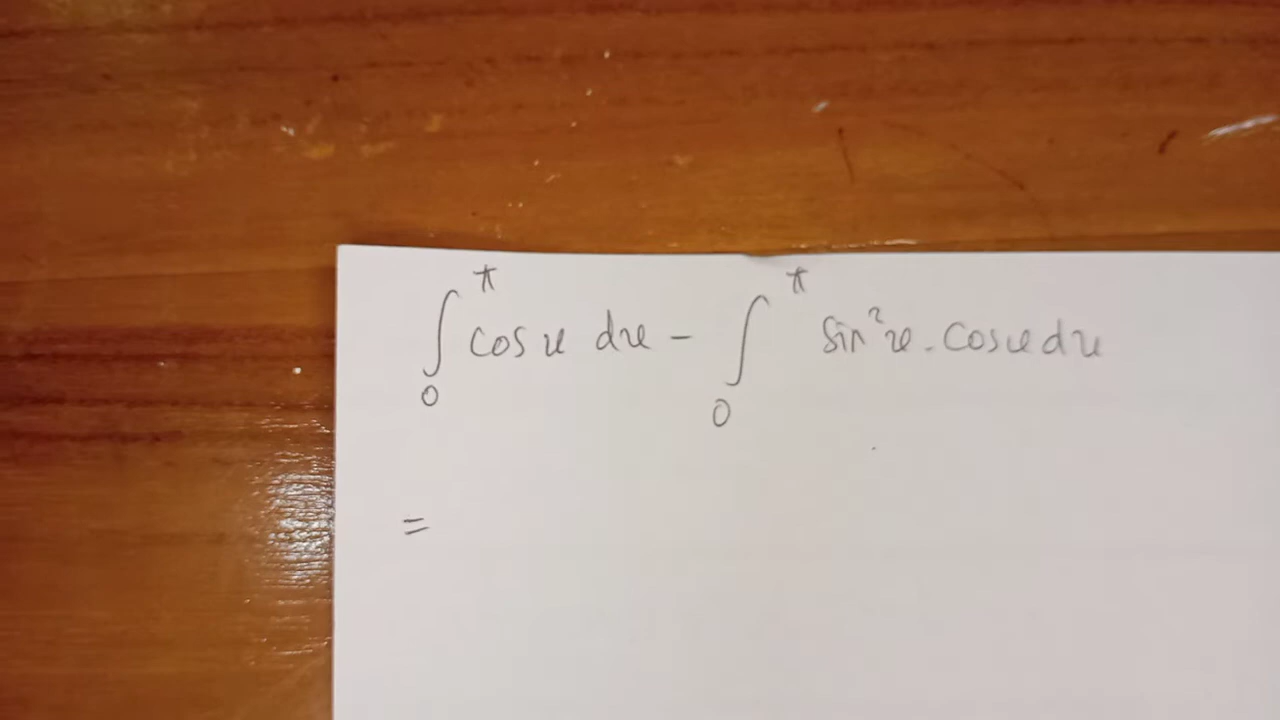 ∫₀^π cos x dx - ∫₀^π sin²x . cos x dx
=